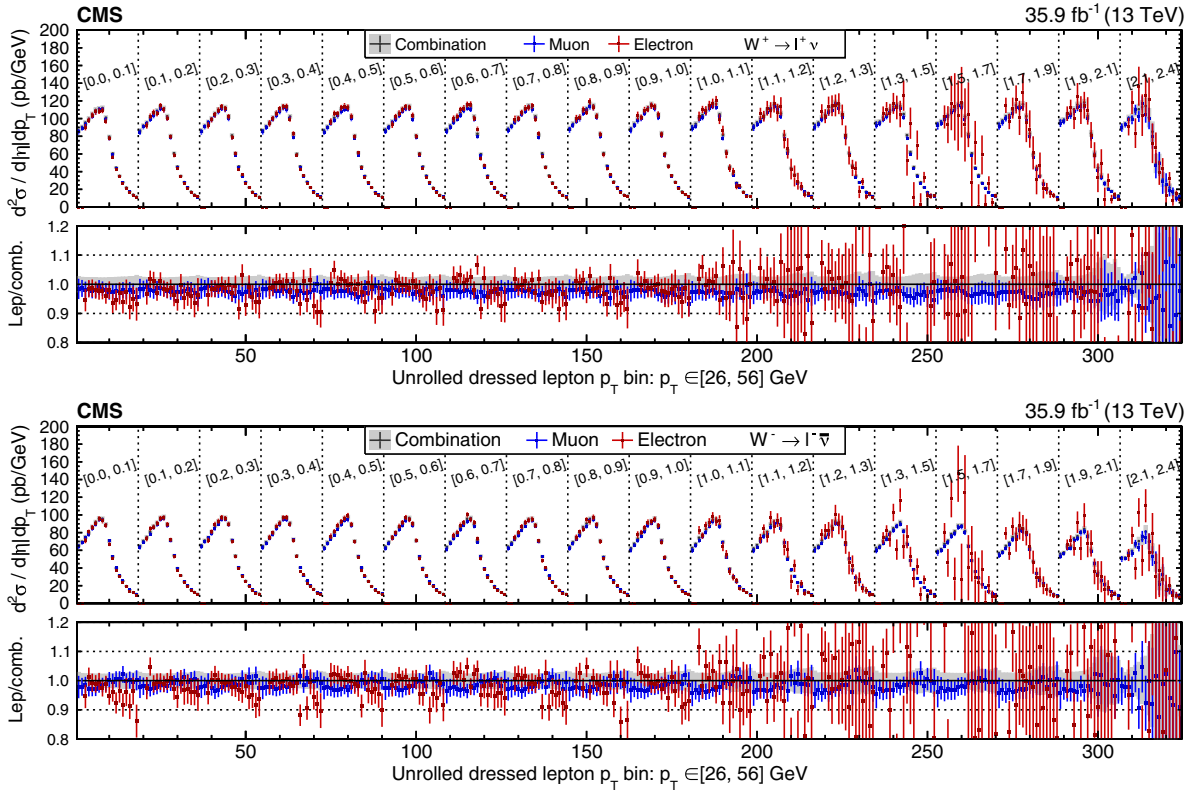 CMS 35.9 fb⁻¹ (13 TeV)
Combination Muon Electron W⁺ → l⁺ ν
[0.0, 0.1] [0.1, 0.2] [0.2, 0.3] [0.3, 0.4] [0.4, 0.5] [0.5, 0.6] [0.6, 0.7] [0.7, 0.8] [0.8, 0.9] [0.9, 1.0] [1.0, 1.1] [1.1, 1.2] [1.2, 1.3] [1.3, 1.5] [1.5, 1.7] [1.7, 1.9] [1.9, 2.1] [2.1, 2.4]
d²σ / d|η|dp_T (pb/GeV)
200
180
160
140
120
100
80
60
40
20
0
Lep/comb.
1.2
1.1
1.0
0.9
0.8
50 100 150 200 250 300
Unrolled dressed lepton p_T bin: p_T ∈[26, 56] GeV
CMS 35.9 fb⁻¹ (13 TeV)
Combination Muon Electron W⁻ → l⁻ ν̄
[0.0, 0.1] [0.1, 0.2] [0.2, 0.3] [0.3, 0.4] [0.4, 0.5] [0.5, 0.6] [0.6, 0.7] [0.7, 0.8] [0.8, 0.9] [0.9, 1.0] [1.0, 1.1] [1.1, 1.2] [1.2, 1.3] [1.3, 1.5] [1.5, 1.7] [1.7, 1.9] [1.9, 2.1] [2.1, 2.4]
d²σ / d|η|dp_T (pb/GeV)
200
180
160
140
120
100
80
60
40
20
0
Lep/comb.
1.2
1.1
1.0
0.9
0.8
50 100 150 200 250 300
Unrolled dressed lepton p_T bin: p_T ∈[26, 56] GeV